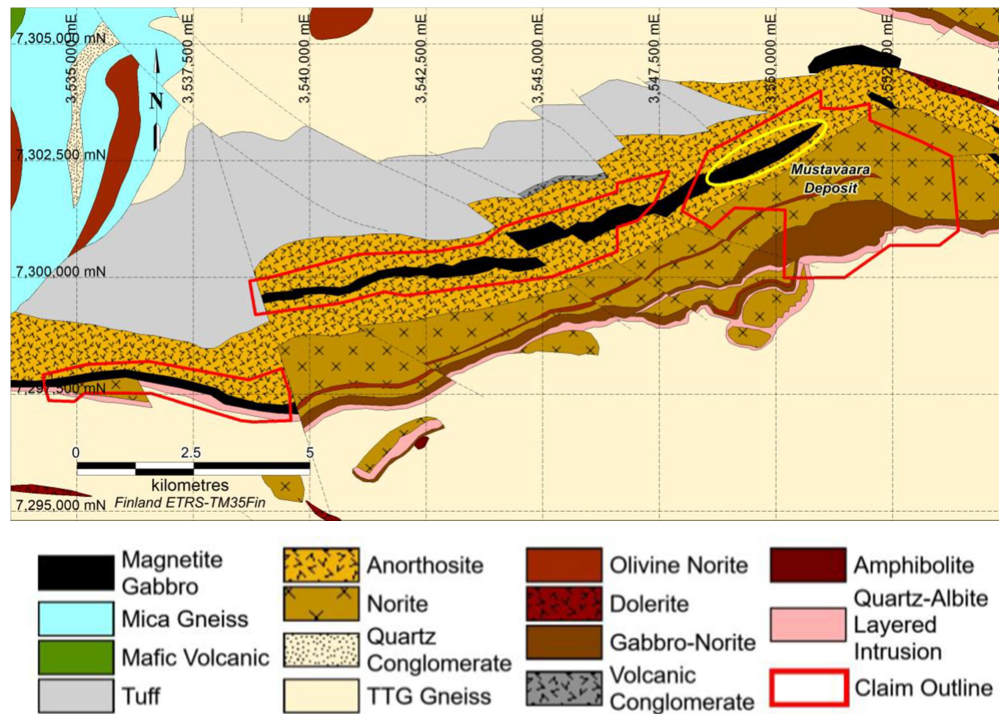 3,535,000 mE
3,537,500 mE
3,540,000 mE
3,542,500 mE
3,545,000 mE
3,547,500 mE
3,550,000 mE
7,305,000 mN
N
7,302,500 mN
Mustavaara
Deposit
7,300,000 mN
7,297,500 mN
0 2.5 5
kilometres
Finland ETRS-TM35Fin
7,295,000 mN
Magnetite
Gabbro
Mica Gneiss
Mafic Volcanic
Tuff
Anorthosite
Norite
Quartz
Conglomerate
TTG Gneiss
Olivine Norite
Dolerite
Gabbro-Norite
Volcanic
Conglomerate
Amphibolite
Quartz-Albite
Layered
Intrusion
Claim Outline